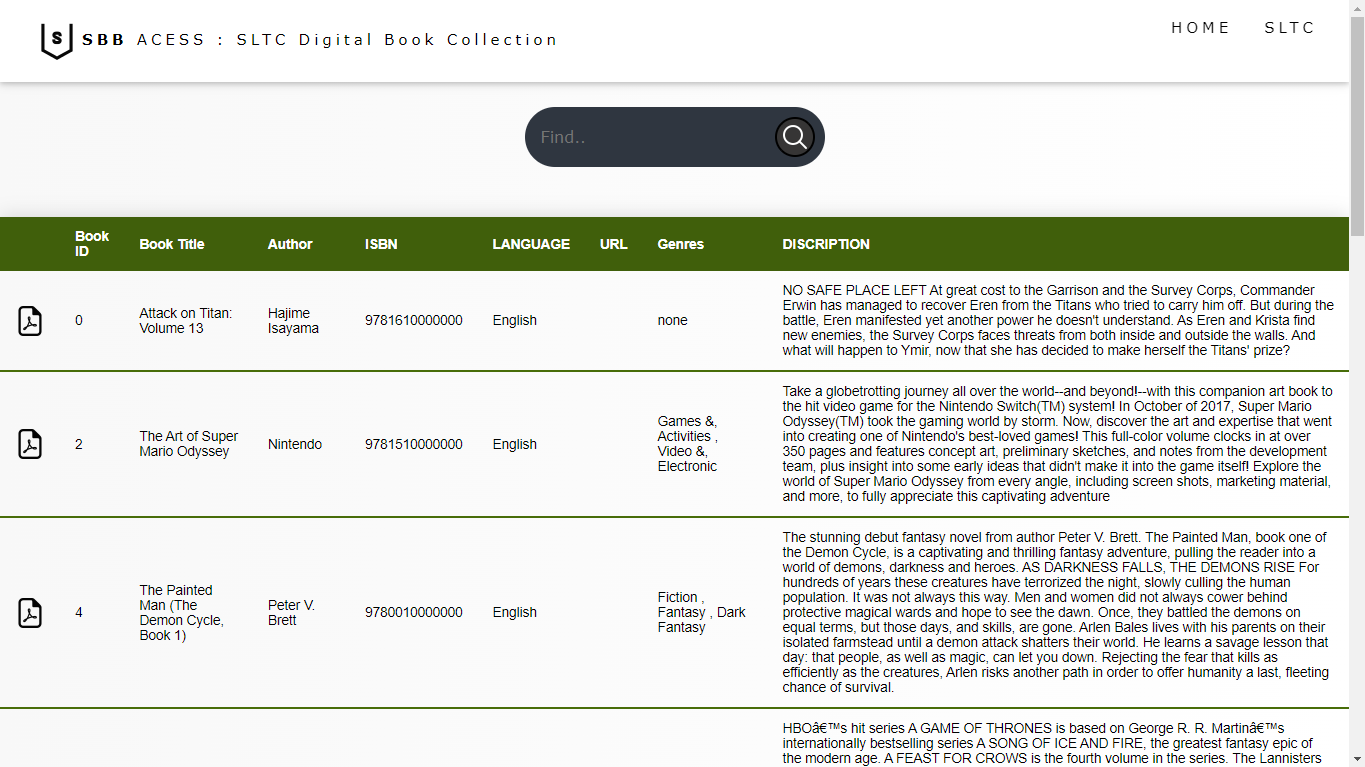 S SBB ACESS : SLTC Digital Book Collection
HOME SLTC
Find..
Book ID Book Title Author ISBN LANGUAGE URL Genres DISCRIPTION
0
Attack on Titan:
Volume 13
Hajime
Isayama
9781610000000
English
none
NO SAFE PLACE LEFT At great cost to the Garrison and the Survey Corps, Commander
Erwin has managed to recover Eren from the Titans who tried to carry him off. But during the
battle, Eren manifested yet another power he doesn't understand. As Eren and Krista find
new enemies, the Survey Corps faces threats from both inside and outside the walls. And
what will happen to Ymir, now that she has decided to make herself the Titans' prize?
2
The Art of Super
Mario Odyssey
Nintendo
9781510000000
English
Games &,
Activities ,
Video &,
Electronic
Take a globetrotting journey all over the world--and beyond!--with this companion art book to
the hit video game for the Nintendo Switch(TM) system! In October of 2017, Super Mario
Odyssey(TM) took the gaming world by storm. Now, discover the art and expertise that went
into creating one of Nintendo's best-loved games! This full-color volume clocks in at over
350 pages and features concept art, preliminary sketches, and notes from the development
team, plus insight into some early ideas that didn't make it into the game itself! Explore the
world of Super Mario Odyssey from every angle, including screen shots, marketing material,
and more, to fully appreciate this captivating adventure
4
The Painted
Man (The
Demon Cycle,
Book 1)
Peter V.
Brett
9780010000000
English
Fiction ,
Fantasy , Dark
Fantasy
The stunning debut fantasy novel from author Peter V. Brett. The Painted Man, book one of
the Demon Cycle, is a captivating and thrilling fantasy adventure, pulling the reader into a
world of demons, darkness and heroes. AS DARKNESS FALLS, THE DEMONS RISE For
hundreds of years these creatures have terrorized the night, slowly culling the human
population. It was not always this way. Men and women did not always cower behind
protective magical wards and hope to see the dawn. Once, they battled the demons on
equal terms, but those days, and skills, are gone. Arlen Bales lives with his parents on their
isolated farmstead until a demon attack shatters their world. He learns a savage lesson that
day: that people, as well as magic, can let you down. Rejecting the fear that kills as
efficiently as the creatures, Arlen risks another path in order to offer humanity a last, fleeting
chance of survival.
HBOâ€™s hit series A GAME OF THRONES is based on George R. R. Martinâ€™s
internationally bestselling series A SONG OF ICE AND FIRE, the greatest fantasy epic of
the modern age. A FEAST FOR CROWS is the fourth volume in the series. The Lannisters